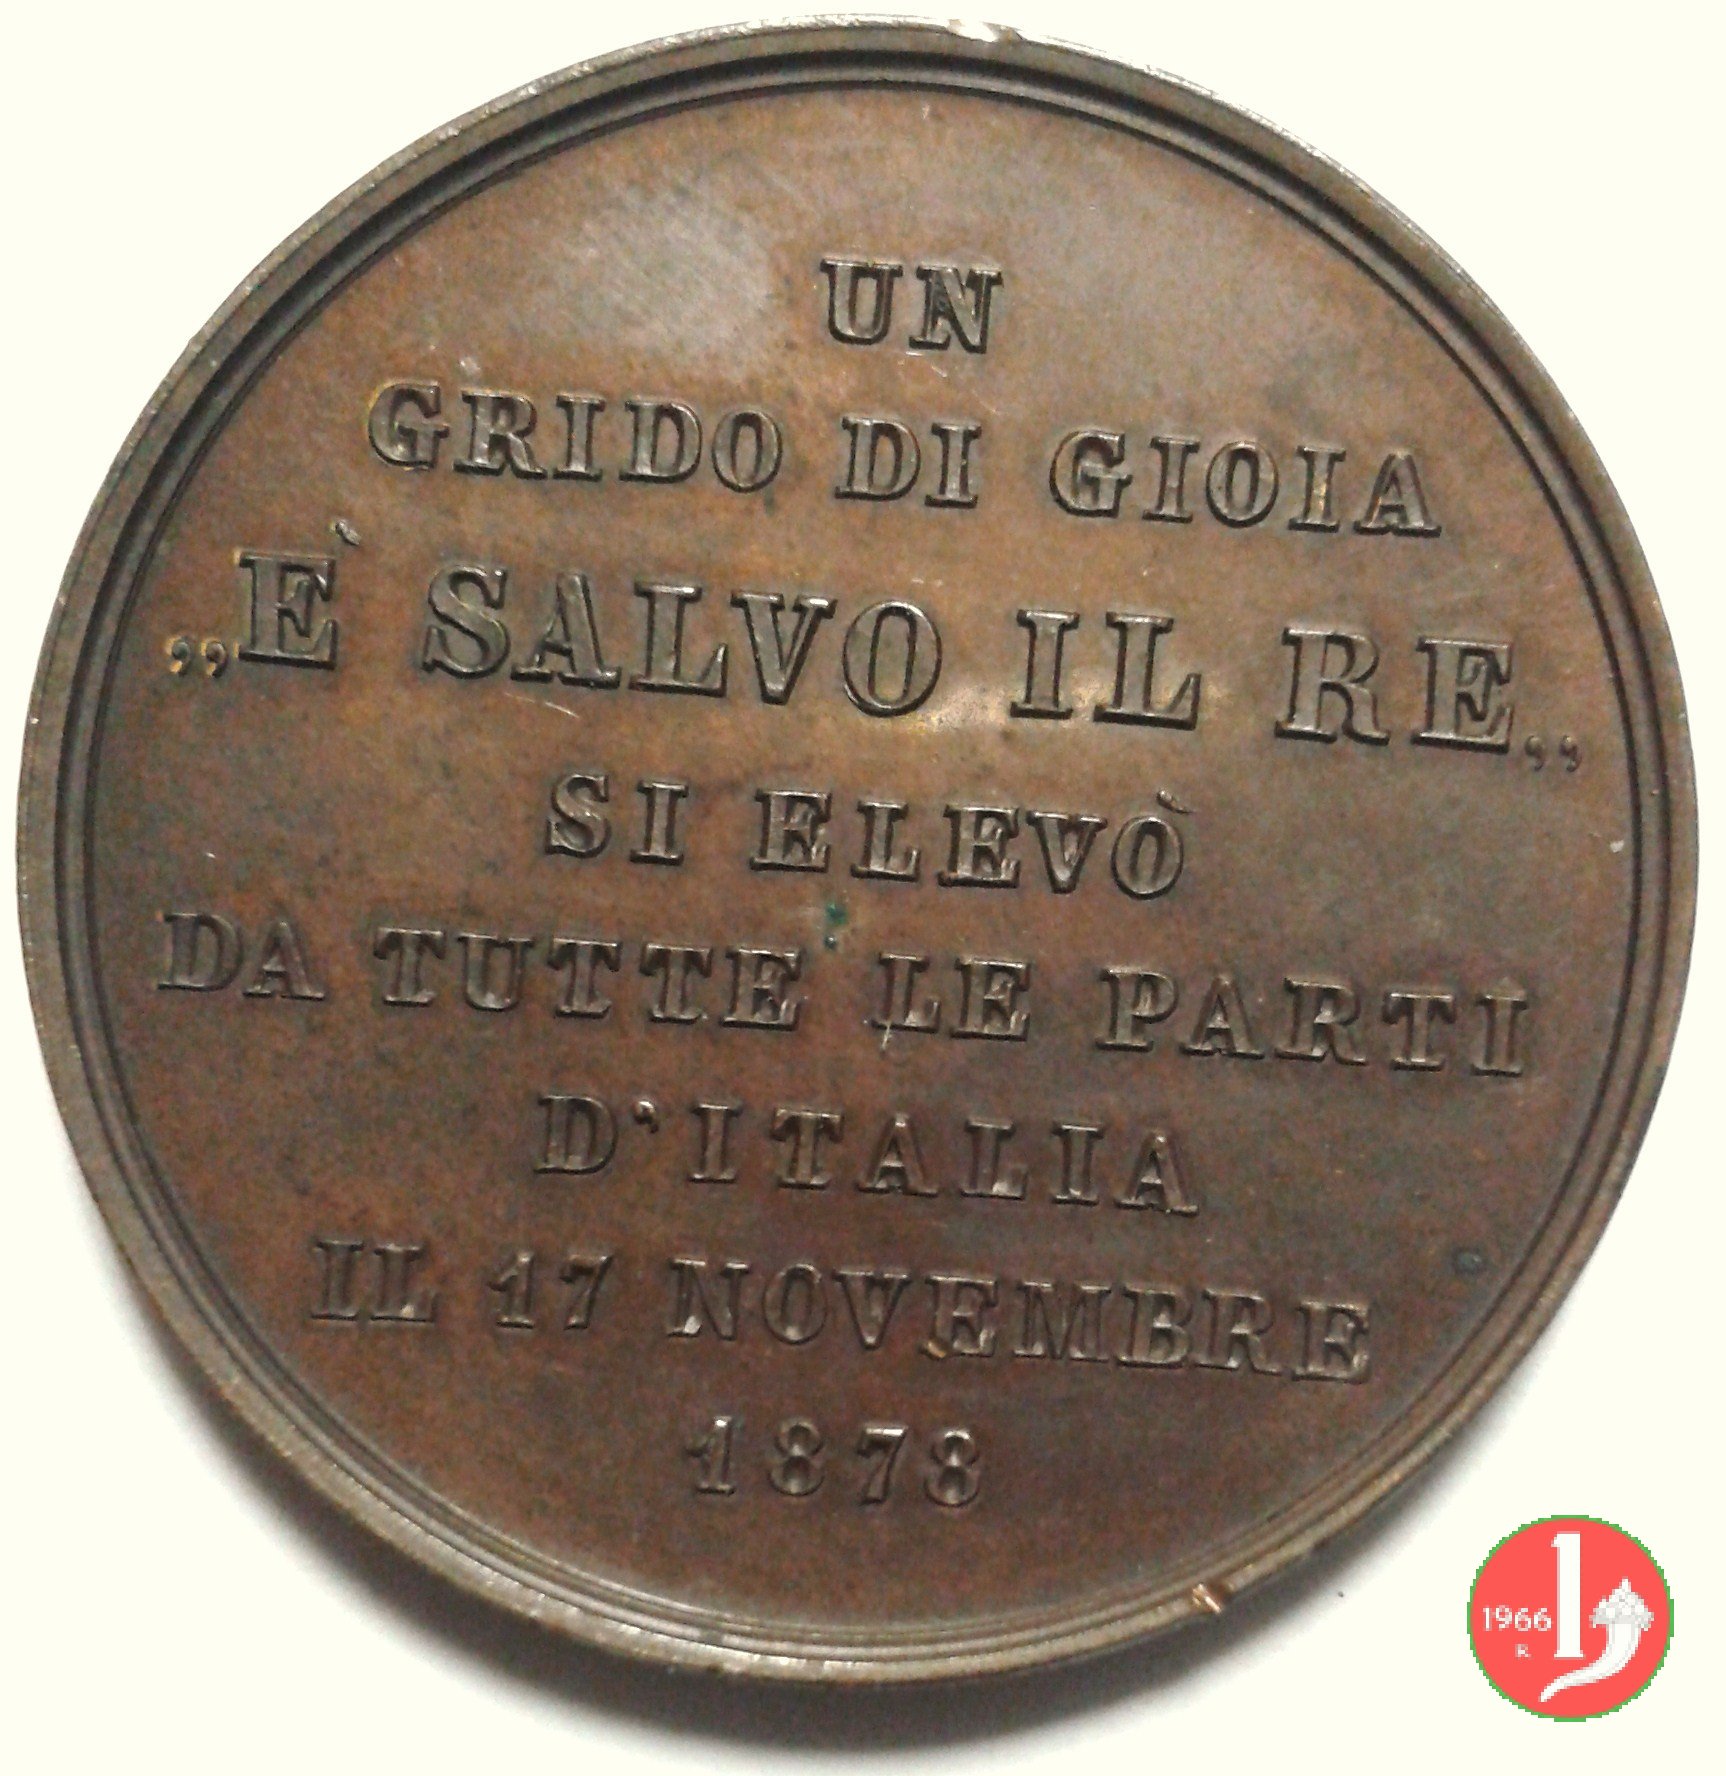 UN
GRIDO DI GIOIA
„È SALVO IL RE„
SI ELEVÒ
DA TUTTE LE PARTI
D'ITALIA
IL 17 NOVEMBRE
1878
1966
R